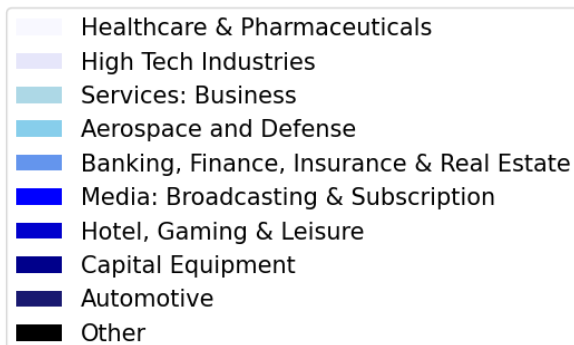 Healthcare & Pharmaceuticals
High Tech Industries
Services: Business
Aerospace and Defense
Banking, Finance, Insurance & Real Estate
Media: Broadcasting & Subscription
Hotel, Gaming & Leisure
Capital Equipment
Automotive
Other